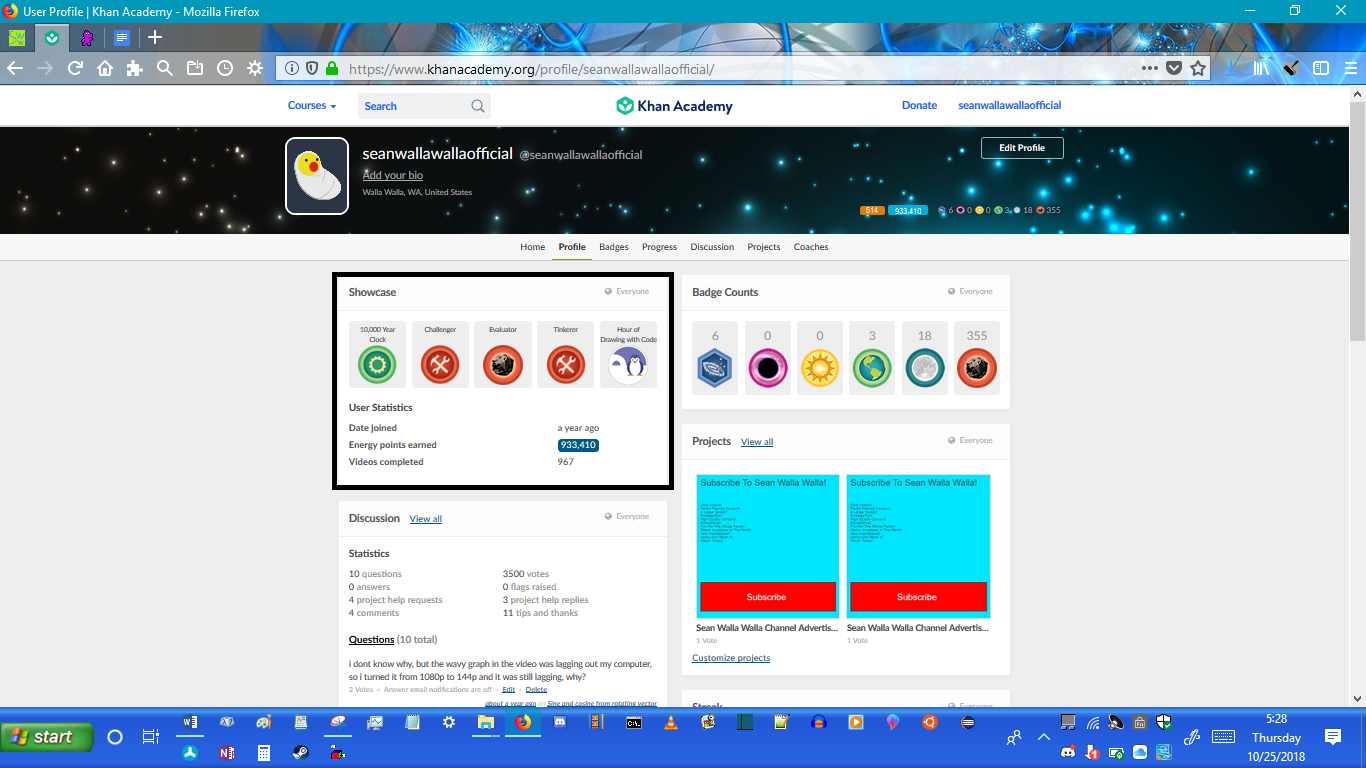 User Profile | Khan Academy - Mozilla Firefox
https://www.khanacademy.org/profile/seanwallawallaofficial/
Courses
Search
Khan Academy
Donate
seanwallawallaofficial
seanwallawallaofficial @seanwallawallaofficial
Edit Profile
Add your bio
Walla Walla, WA, United States
514 933,410 6 0 0 3 18 355
Home Profile Badges Progress Discussion Projects Coaches
Showcase
Everyone
10,000 Year Clock
Challenger
Evaluator
Tinkerer
Hour of Drawing with Code
User Statistics
Date joined a year ago
Energy points earned 933,410
Videos completed 967
Badge Counts
Everyone
6 0 0 3 18 355
Projects View all
Everyone
Subscribe To Sean Walla Walla!
Subscribe
Sean Walla Walla Channel Advertis...
1 Vote
Subscribe To Sean Walla Walla!
Subscribe
Sean Walla Walla Channel Advertis...
1 Vote
Customize projects
Discussion View all
Everyone
Statistics
10 questions 3500 votes
0 answers 0 flags raised
4 project help requests 3 project help replies
4 comments 11 tips and thanks
Questions (10 total)
i dont know why, but the wavy graph in the video was lagging out my computer,
so i turned it from 1080p to 144p and it was still lagging, why?
2 Votes • Answer email notifications are off • Edit • Delete
about a year ago on Sine and cosine from rotating vector
Streak
Everyone
start
5:28
Thursday
10/25/2018